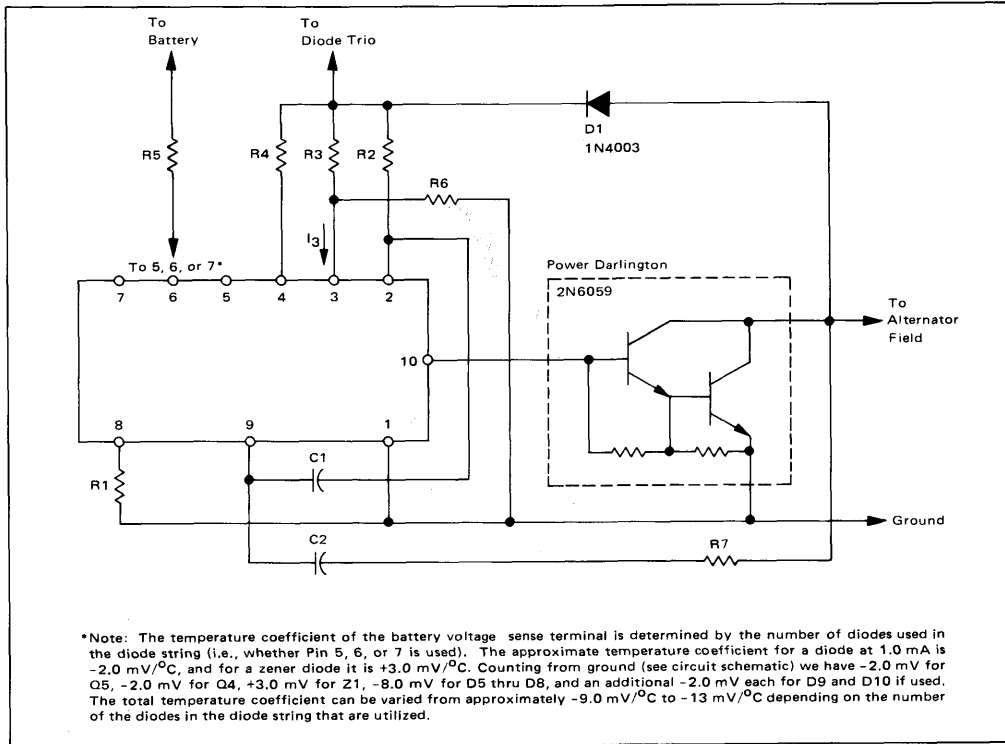 To
Battery
To
Diode Trio
D1
1N4003
R5
R4
R3
R2
R6
I3
To 5, 6, or 7*
7
6
5
4
3
2
Power Darlington
2N6059
To
Alternator
Field
10
8
9
1
R1
C1
Ground
C2
R7
*Note: The temperature coefficient of the battery voltage sense terminal is determined by the number of diodes used in
the diode string (i.e., whether Pin 5, 6, or 7 is used). The approximate temperature coefficient for a diode at 1.0 mA is
-2.0 mV/°C, and for a zener diode it is +3.0 mV/°C. Counting from ground (see circuit schematic) we have -2.0 mV for
Q5, -2.0 mV for Q4, +3.0 mV for Z1, -8.0 mV for D5 thru D8, and an additional -2.0 mV each for D9 and D10 if used.
The total temperature coefficient can be varied from approximately -9.0 mV/°C to -13 mV/°C depending on the number
of the diodes in the diode string that are utilized.